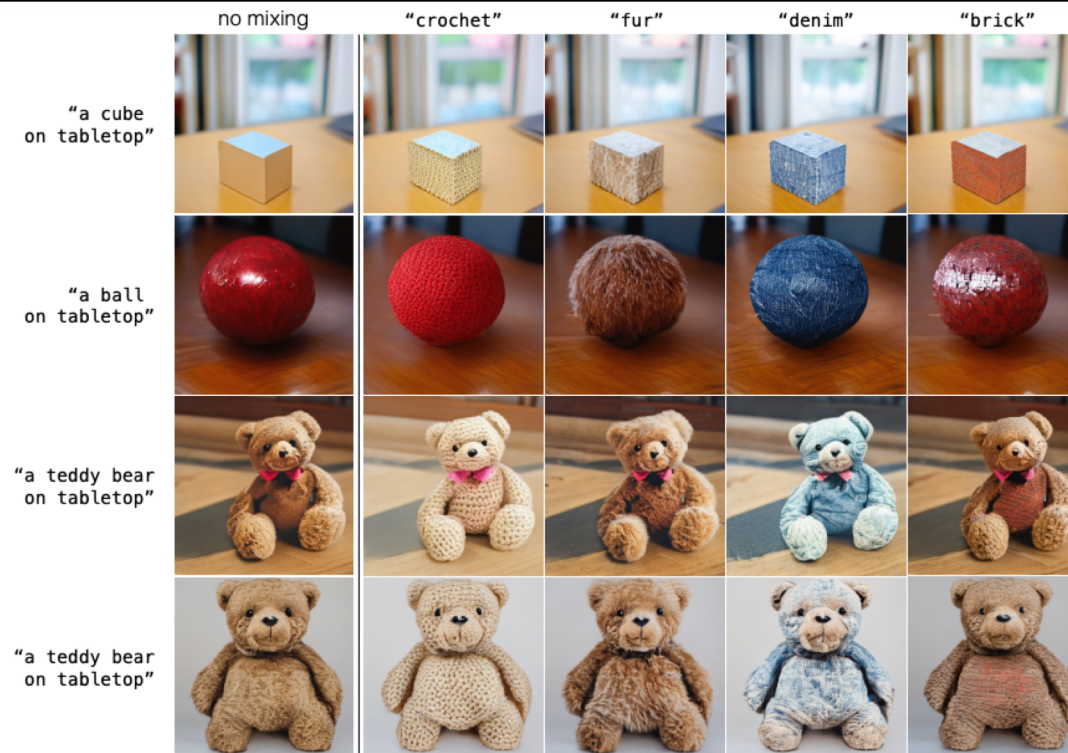 no mixing “crochet” “fur” “denim” “brick”
“a cube
on tabletop”
“a ball
on tabletop”
“a teddy bear
on tabletop”
“a teddy bear
on tabletop”